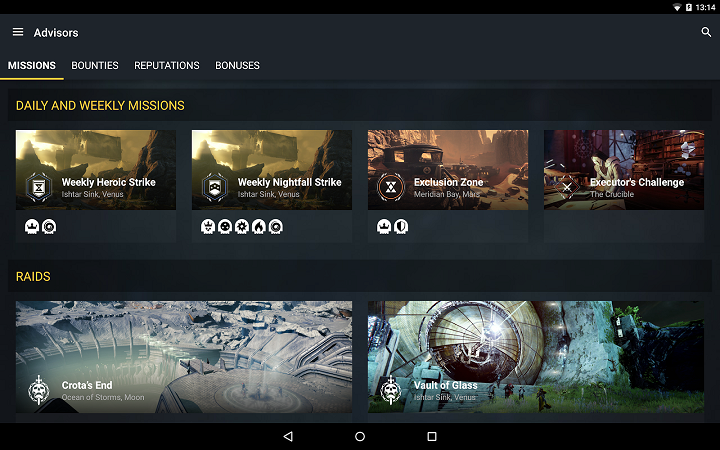 13:14
Advisors
MISSIONS BOUNTIES REPUTATIONS BONUSES
DAILY AND WEEKLY MISSIONS
Weekly Heroic Strike
Ishtar Sink, Venus
Weekly Nightfall Strike
Ishtar Sink, Venus
Exclusion Zone
Meridian Bay, Mars
Executor's Challenge
The Crucible
RAIDS
Crota's End
Ocean of Storms, Moon
Vault of Glass
Ishtar Sink, Venus